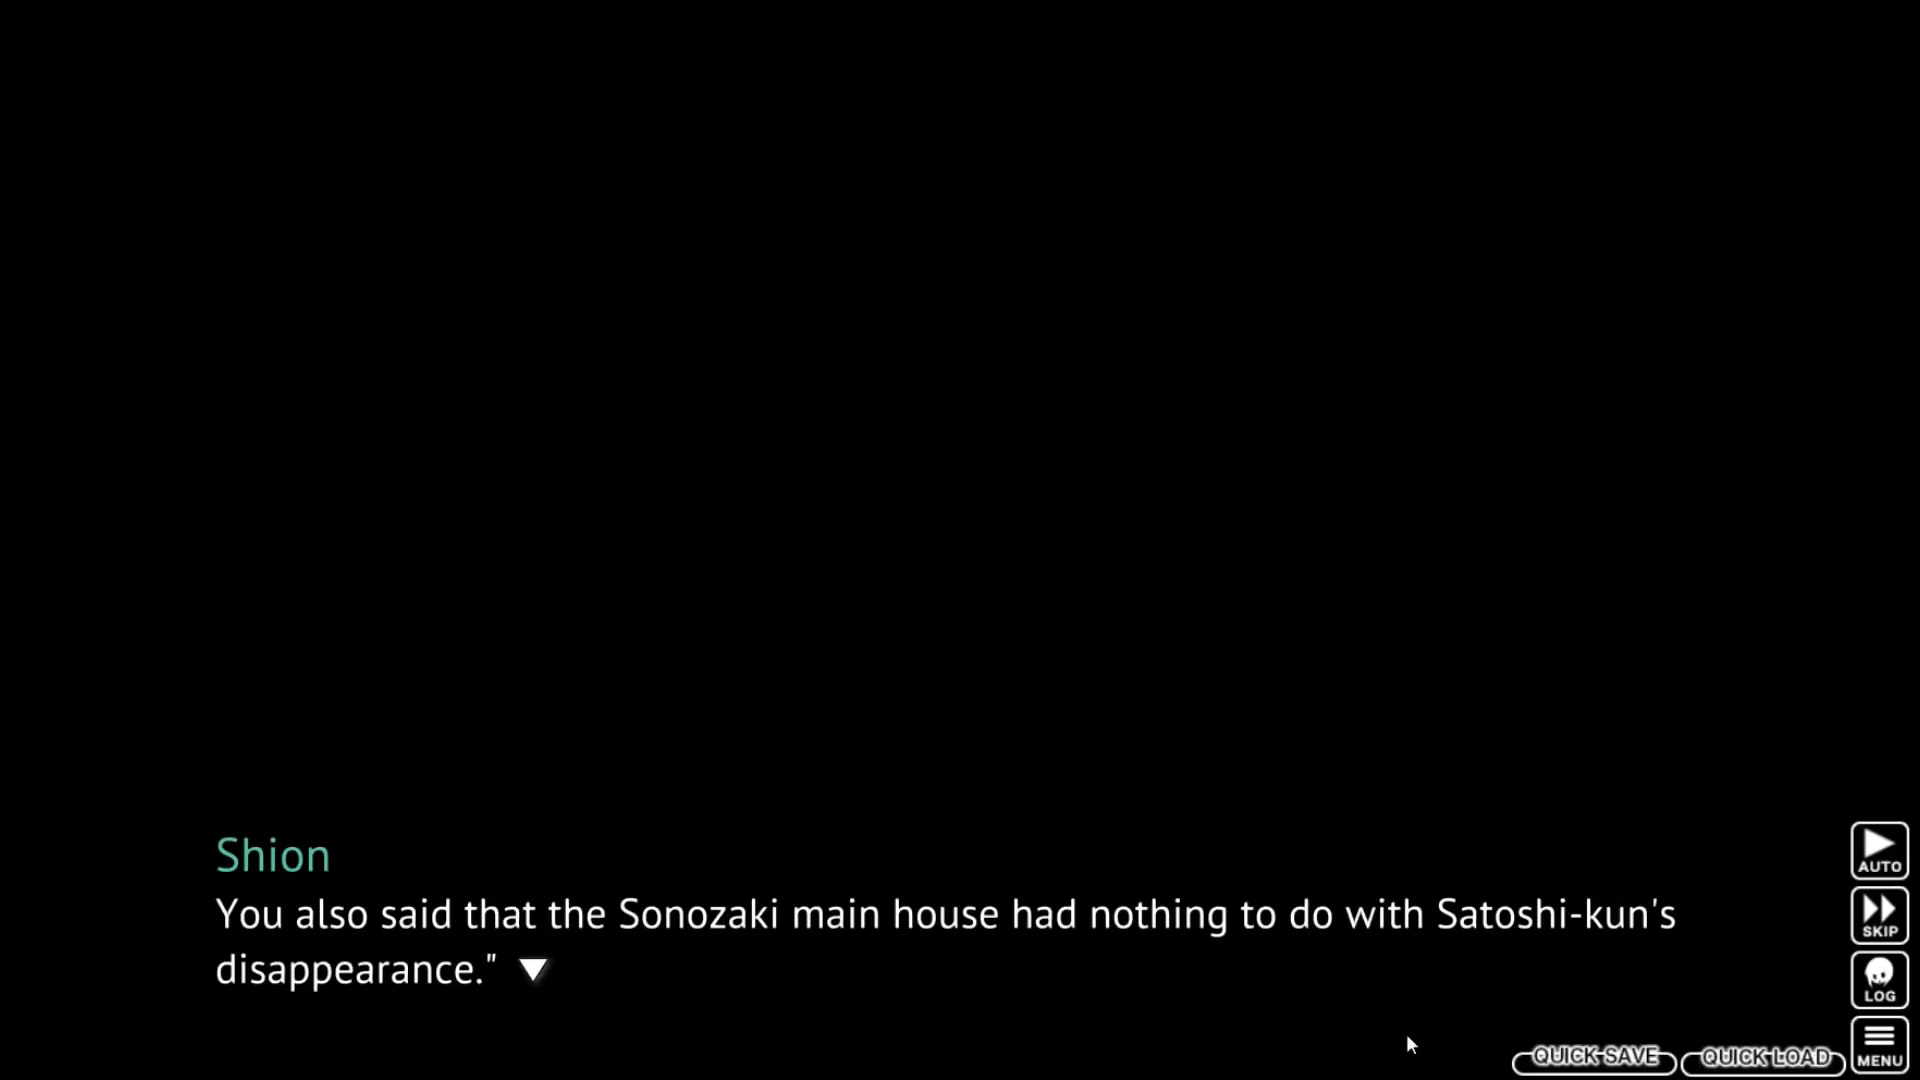 Shion
You also said that the Sonozaki main house had nothing to do with Satoshi-kun's
disappearance."
AUTO
SKIP
LOG
MENU
QUICK SAVE QUICK LOAD